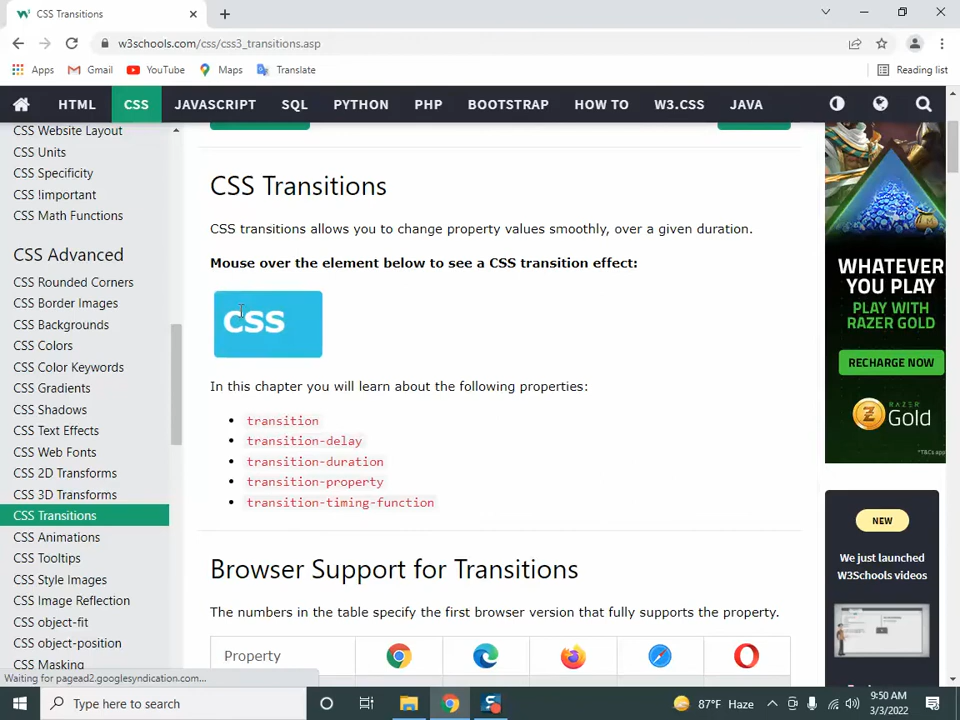 CSS Transitions
w3schools.com/css/css3_transitions.asp
Apps
Gmail
YouTube
Maps
Translate
Reading list
HTML
CSS
JAVASCRIPT
SQL
PYTHON
PHP
BOOTSTRAP
HOW TO
W3.CSS
JAVA
CSS Website Layout
CSS Units
CSS Specificity
CSS !important
CSS Math Functions
CSS Advanced
CSS Rounded Corners
CSS Border Images
CSS Backgrounds
CSS Colors
CSS Color Keywords
CSS Gradients
CSS Shadows
CSS Text Effects
CSS Web Fonts
CSS 2D Transforms
CSS 3D Transforms
CSS Transitions
CSS Animations
CSS Tooltips
CSS Style Images
CSS Image Reflection
CSS object-fit
CSS object-position
CSS Masking
Waiting for pagead2.googlesyndication.com...
CSS Transitions
CSS transitions allows you to change property values smoothly, over a given duration.
Mouse over the element below to see a CSS transition effect:
CSS
In this chapter you will learn about the following properties:
transition
transition-delay
transition-duration
transition-property
transition-timing-function
Browser Support for Transitions
The numbers in the table specify the first browser version that fully supports the property.
Property
WHATEVER
YOU PLAY
PLAY WITH
RAZER GOLD
RECHARGE NOW
RAZER
Gold
*T&Cs app
NEW
We just launched
W3Schools videos
Type here to search
87°F Haze
9:50 AM
3/3/2022